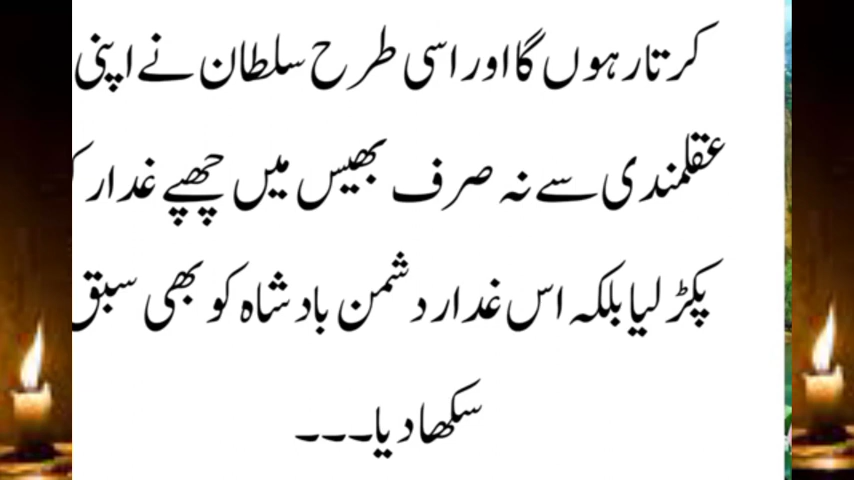 کرتا رہوں گا اور اسی طرح سلطان نے اپنی
عقلمندی سے نہ صرف بھیس میں چھپے غدار
پکڑ لیا بلکہ اس غدار دشمن بادشاہ کو بھی سبق
سکھا دیا۔۔۔